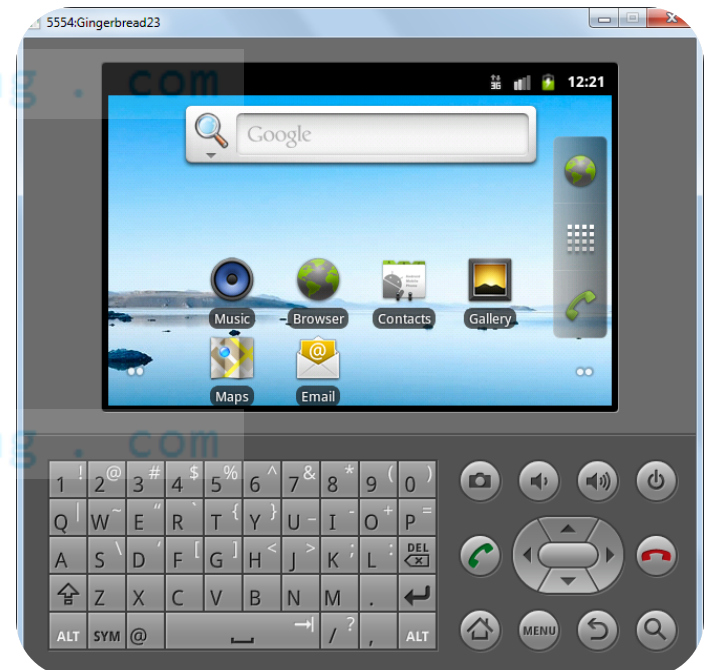 5554:Gingerbread23
g . com
3G 12:21
Google
Music Browser Contacts Gallery
Maps Email
g . com
1 ! 2 @ 3 # 4 $ 5 % 6 ^ 7 & 8 * 9 ( 0 )
Q | W ~ E “ R ` T { Y } U _ I - O + P =
A S \ D ‘ F [ G ] H < J > K ; L : DEL
Z X C V B N M .
ALT SYM @ / ? , ALT
MENU